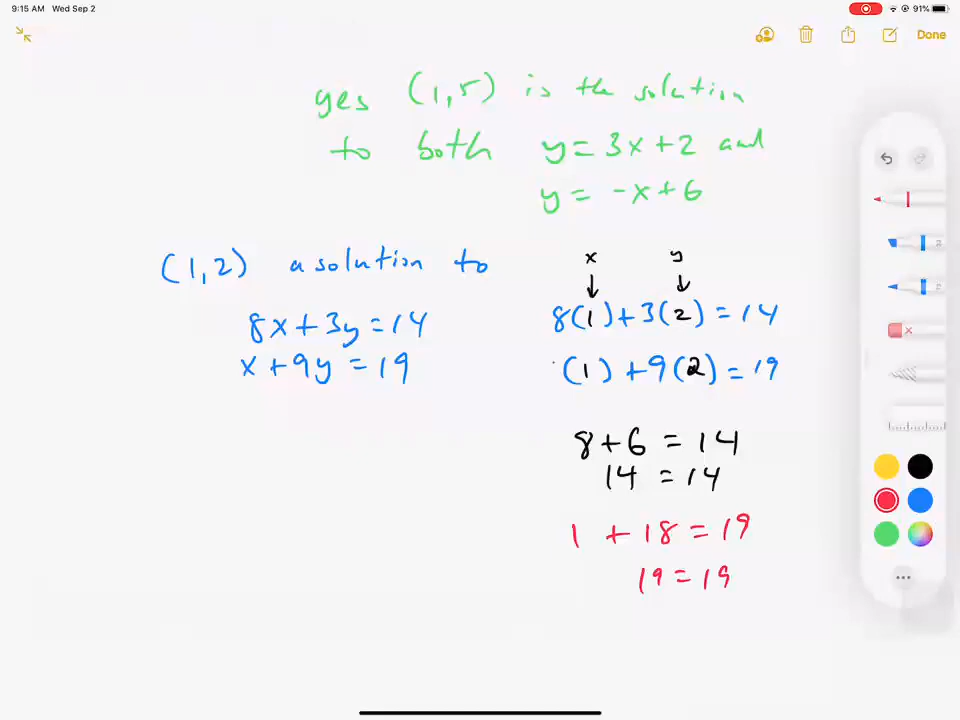 9:15 AM Wed Sep 2
91%
Done
yes (1,5) is the solution
to both y = 3x + 2 and
y = -x + 6
(1,2) a solution to
x y
8x + 3y = 14
8(1) + 3(2) = 14
x + 9y = 19
(1) + 9(2) = 19
8 + 6 = 14
14 = 14
1 + 18 = 19
19 = 19